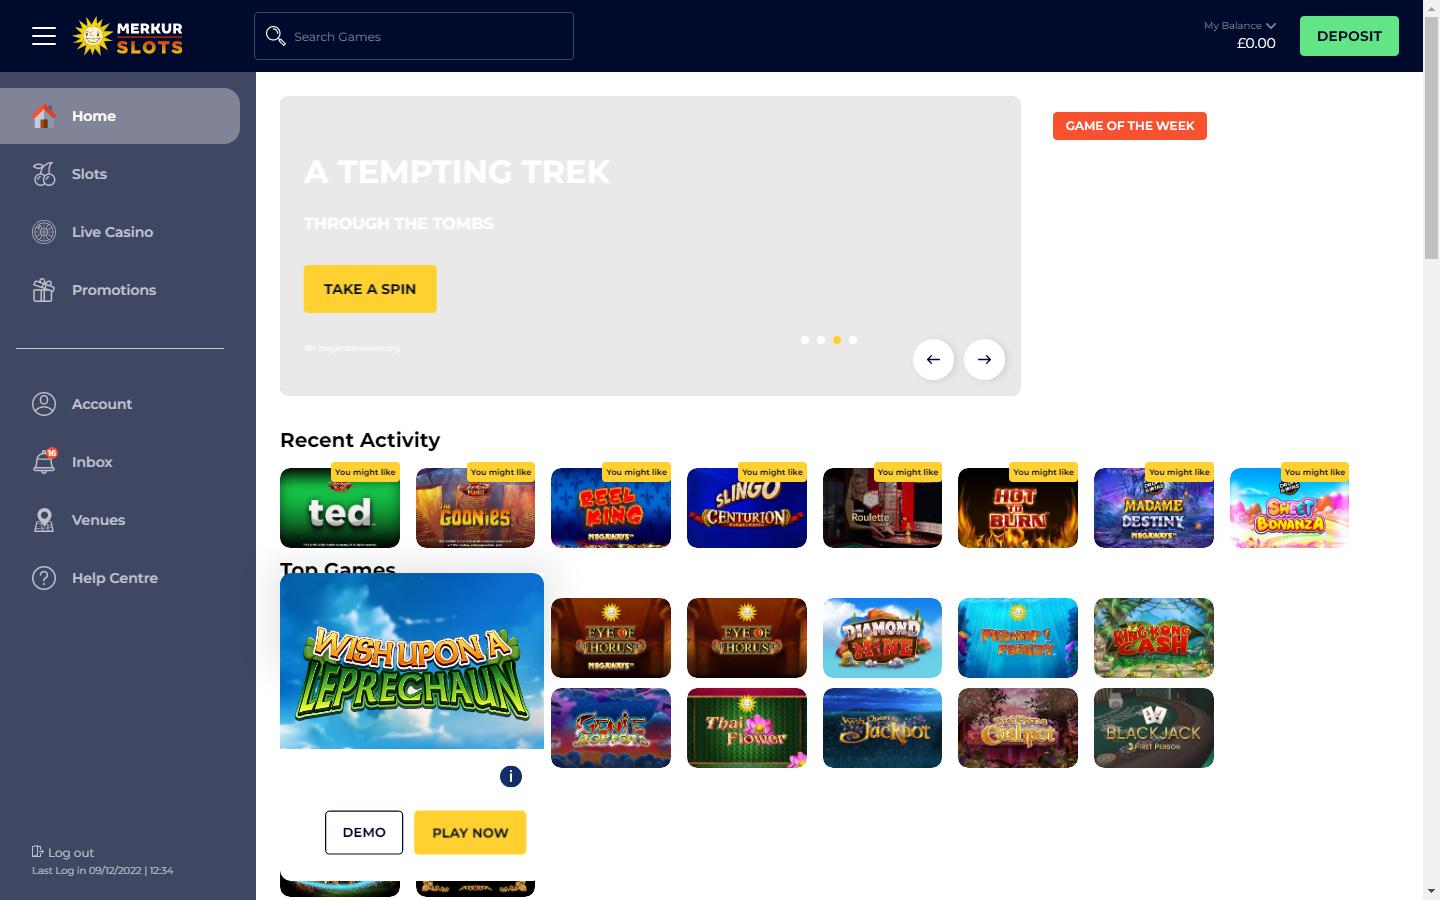 MERKUR
SLOTS
Search Games
My Balance
£0.00
DEPOSIT
Home
Slots
Live Casino
Promotions
Account
16
Inbox
Venues
Help Centre
Log out
Last Log in 09/12/2022 | 12:34
A TEMPTING TREK
THROUGH THE TOMBS
TAKE A SPIN
18+ begambleaware.org
GAME OF THE WEEK
Recent Activity
You might like
You might like
You might like
You might like
You might like
You might like
You might like
You might like
ted
THE GOONIES
REEL KING
MEGAWAYS
SLINGO
CENTURION
Roulette
HOT TO BURN
MADAME DESTINY
MEGAWAYS
SWEET BONANZA
Top Games
WISH UPON A
LEPRECHAUN
i
DEMO
PLAY NOW
EYE OF HORUS
MEGAWAYS
EYE OF HORUS
DIAMOND MINE
FISHIN' FRENZY
KING KONG CASH
GENIE JACKPOTS
Thai Flower
Wish Upon a Jackpot
Cashpot
BLACKJACK
FIRST PERSON